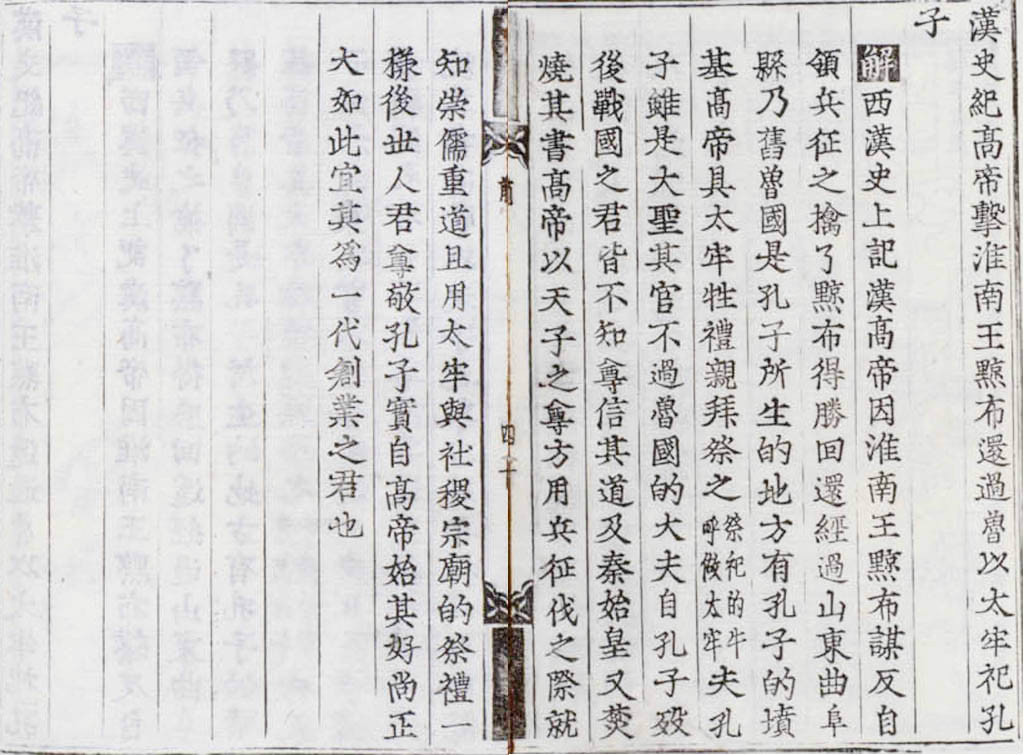 漢史紀高帝擊淮南王黥布還過魯以太牢祀孔
子
解西漢史上記漢高帝因淮南王黥布謀反自
領兵征之擒了黥布得勝回還經過山東曲阜
縣乃舊魯國是孔子所生的地方有孔子的墳
基高帝具太牢牲禮親拜祭之祭祀的牛呼做太牢夫孔
子雖是大聖其官不過魯國的大夫自孔子歿
後戰國之君皆不知尊信其道及秦始皇又焚
燒其書高帝以天子之尊方用兵征伐之際就
前
四十
知崇儒重道且用太牢與社稷宗廟的祭禮一
樣後世人君尊敬孔子實自高帝始其好尚正
大如此宜其為一代創業之君也